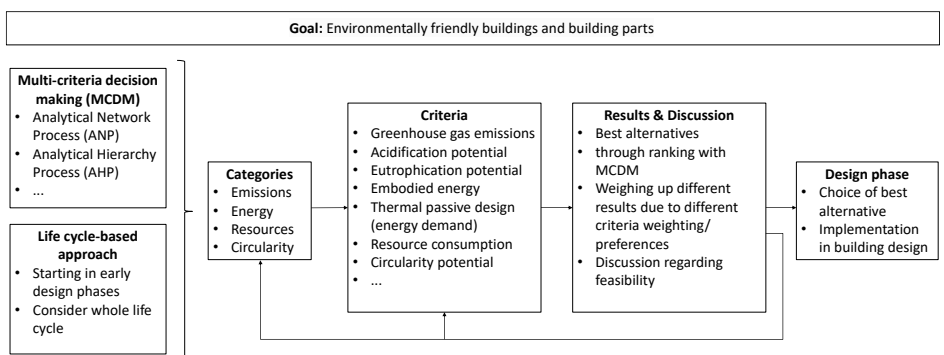 Goal: Environmentally friendly buildings and building parts
Multi-criteria decision
making (MCDM)
• Analytical Network
Process (ANP)
• Analytical Hierarchy
Process (AHP)
• ...
Life cycle-based
approach
• Starting in early
design phases
• Consider whole life
cycle
Categories
• Emissions
• Energy
• Resources
• Circularity
Criteria
• Greenhouse gas emissions
• Acidification potential
• Eutrophication potential
• Embodied energy
• Thermal passive design
(energy demand)
• Resource consumption
• Circularity potential
• ...
Results & Discussion
• Best alternatives
• through ranking with
MCDM
• Weighing up different
results due to different
criteria weighting/
preferences
• Discussion regarding
feasibility
Design phase
• Choice of best
alternative
• Implementation
in building design